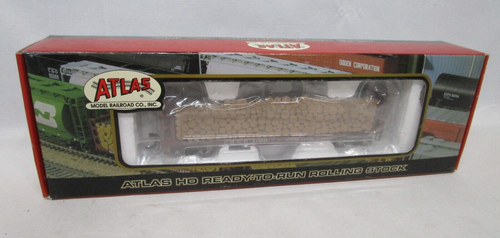 ATLAS
MODEL RAILROAD CO., INC.
ATLAS
ATLAS HO READY-TO-RUN ROLLING STOCK